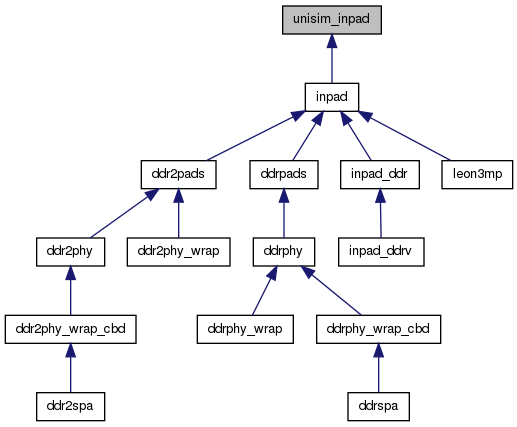 unisim_inpad
inpad
ddr2pads
ddrpads
inpad_ddr
leon3mp
ddr2phy
ddr2phy_wrap
ddrphy
inpad_ddrv
ddr2phy_wrap_cbd
ddrphy_wrap
ddrphy_wrap_cbd
ddr2spa
ddrspa